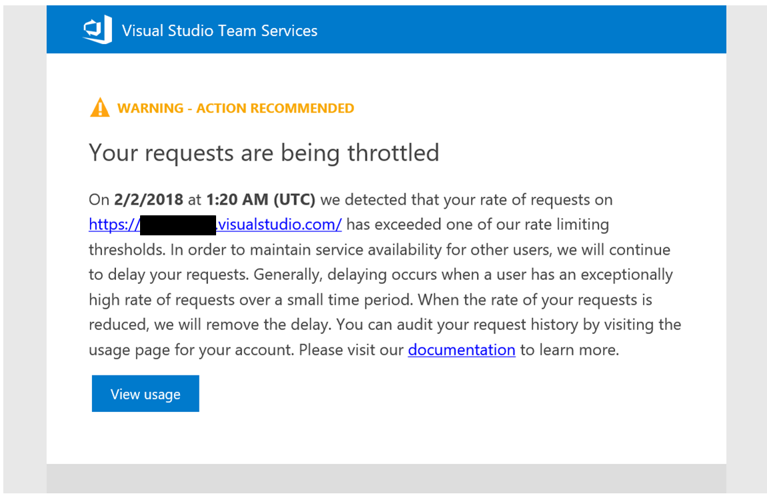 Visual Studio Team Services
WARNING - ACTION RECOMMENDED
Your requests are being throttled
On 2/2/2018 at 1:20 AM (UTC) we detected that your rate of requests on
https:// .visualstudio.com/ has exceeded one of our rate limiting
thresholds. In order to maintain service availability for other users, we will continue
to delay your requests. Generally, delaying occurs when a user has an exceptionally
high rate of requests over a small time period. When the rate of your requests is
reduced, we will remove the delay. You can audit your request history by visiting the
usage page for your account. Please visit our documentation to learn more.
View usage